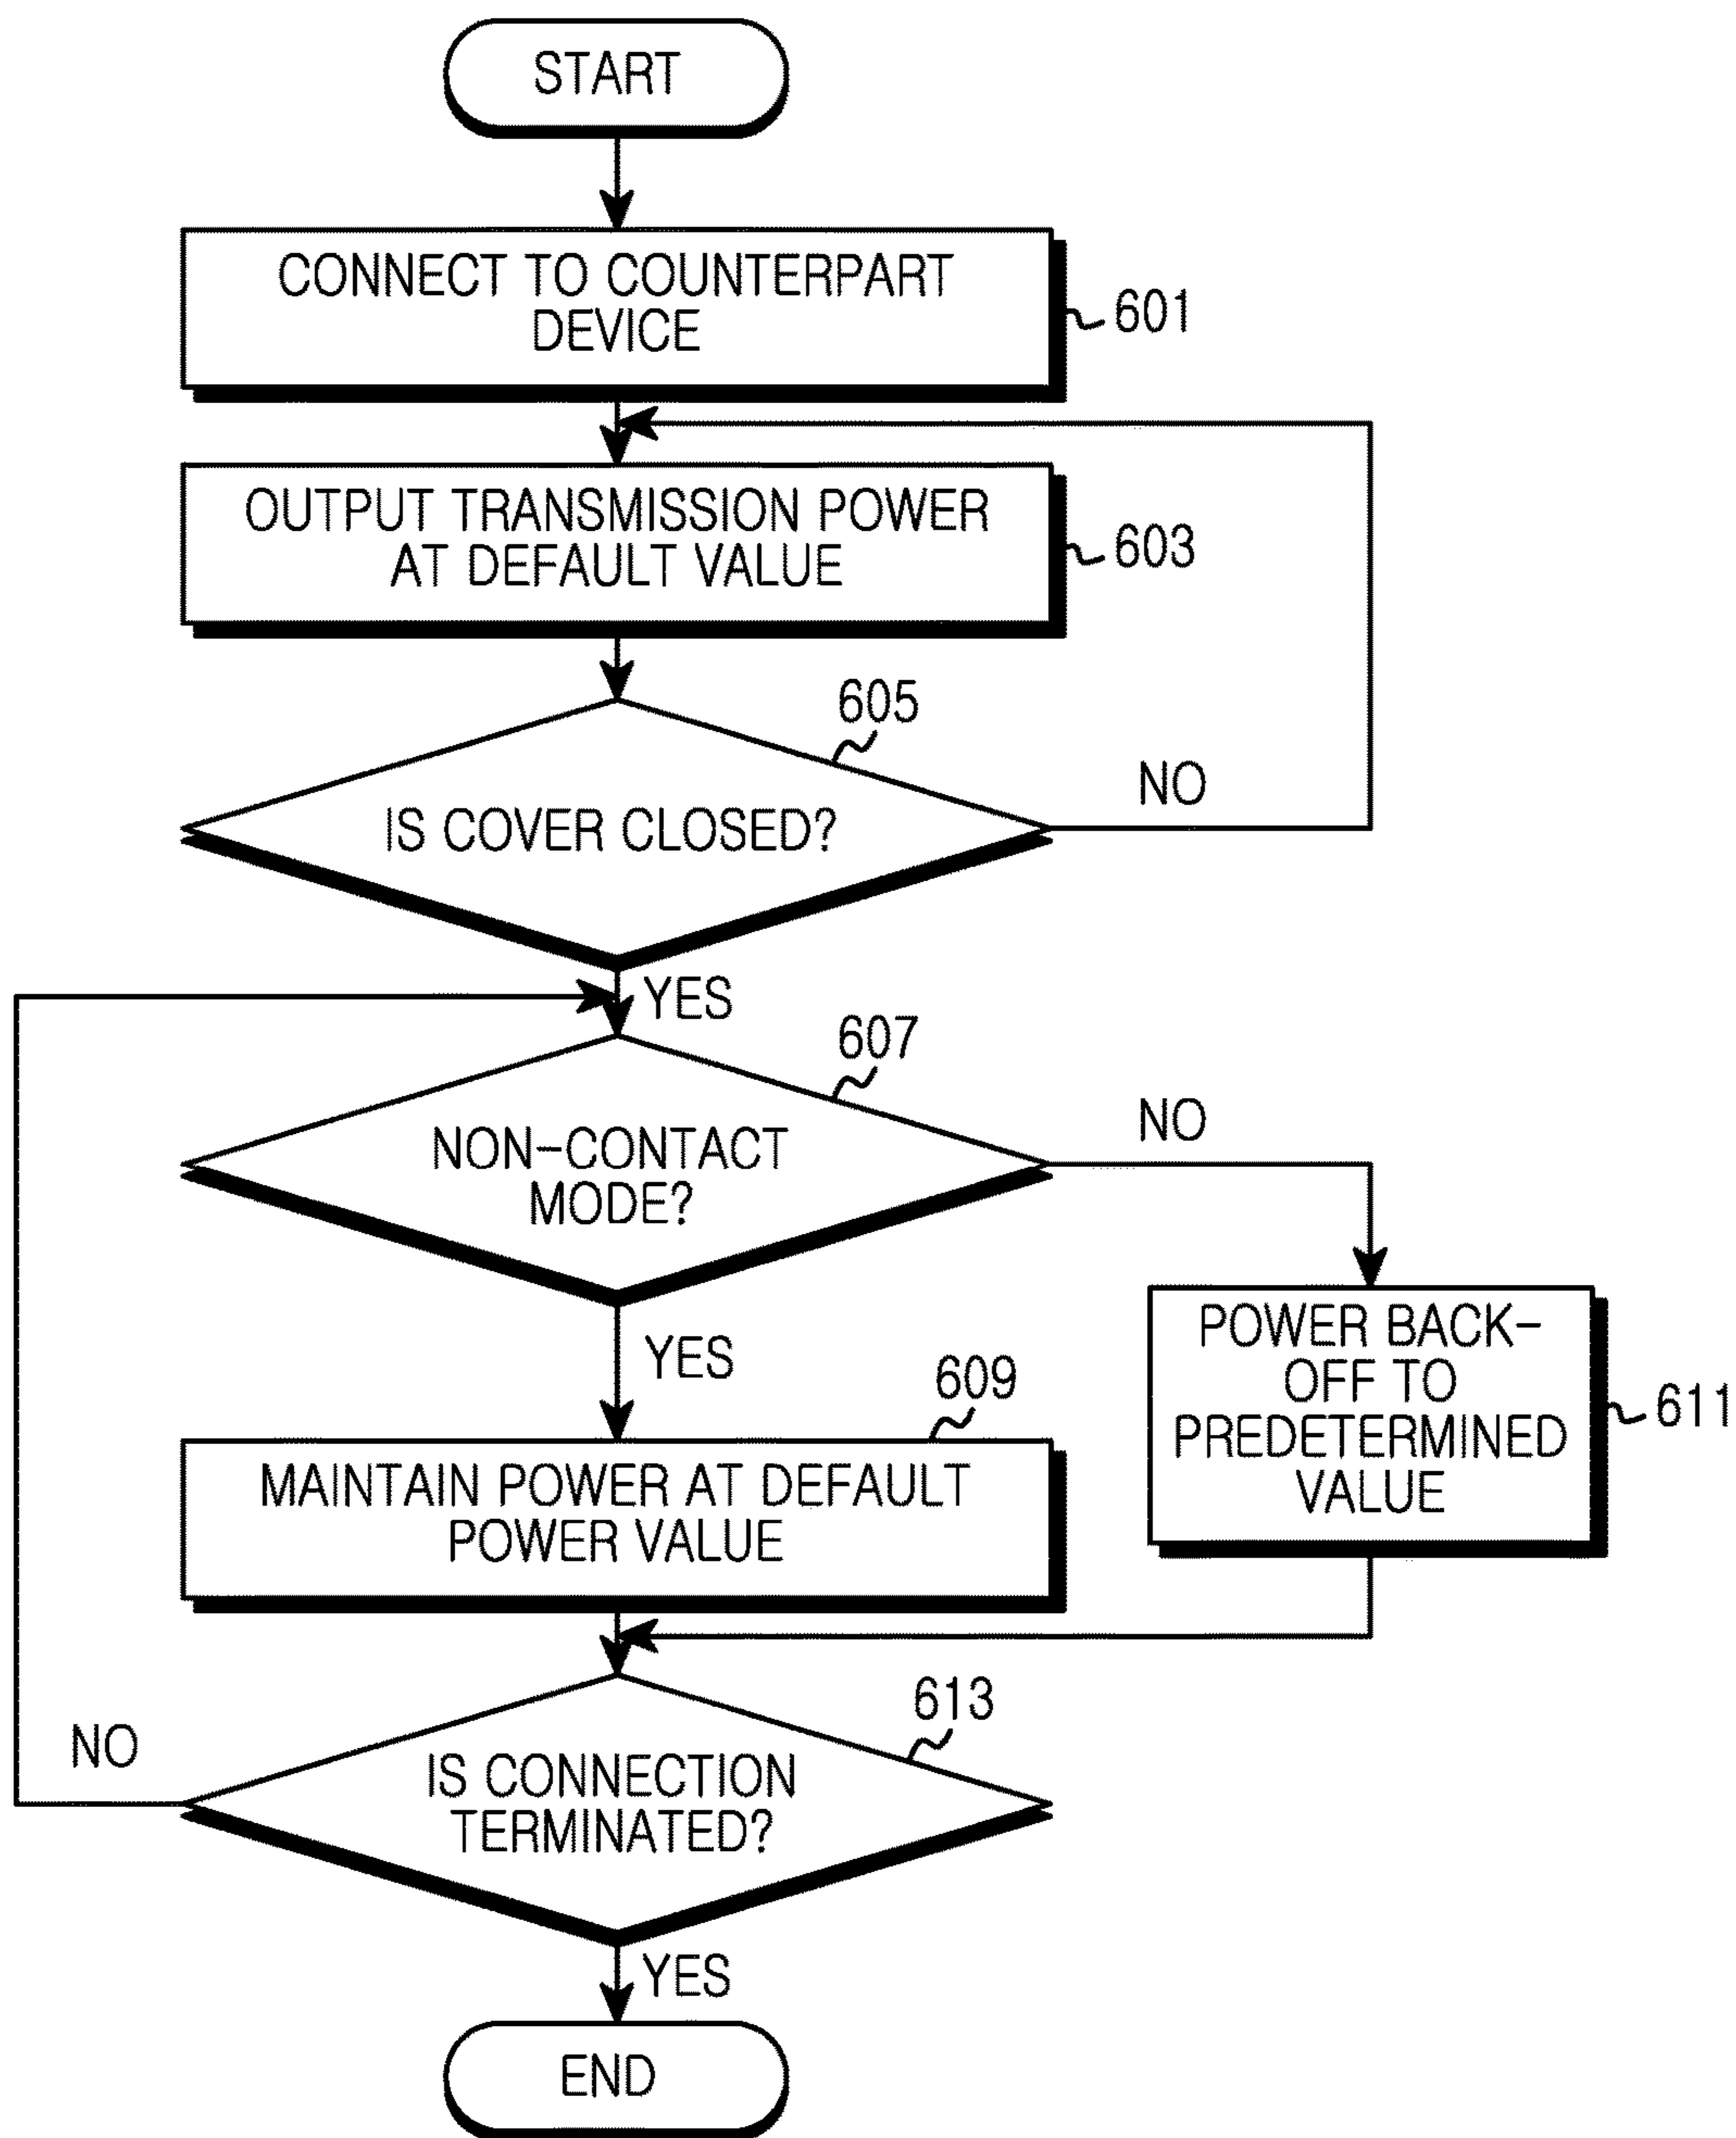 START
CONNECT TO COUNTERPART
DEVICE
601
OUTPUT TRANSMISSION POWER
AT DEFAULT VALUE
603
605
IS COVER CLOSED?
NO
YES
607
NON-CONTACT
MODE?
NO
YES
609
MAINTAIN POWER AT DEFAULT
POWER VALUE
POWER BACK-
OFF TO
PREDETERMINED
VALUE
611
613
IS CONNECTION
TERMINATED?
NO
YES
END